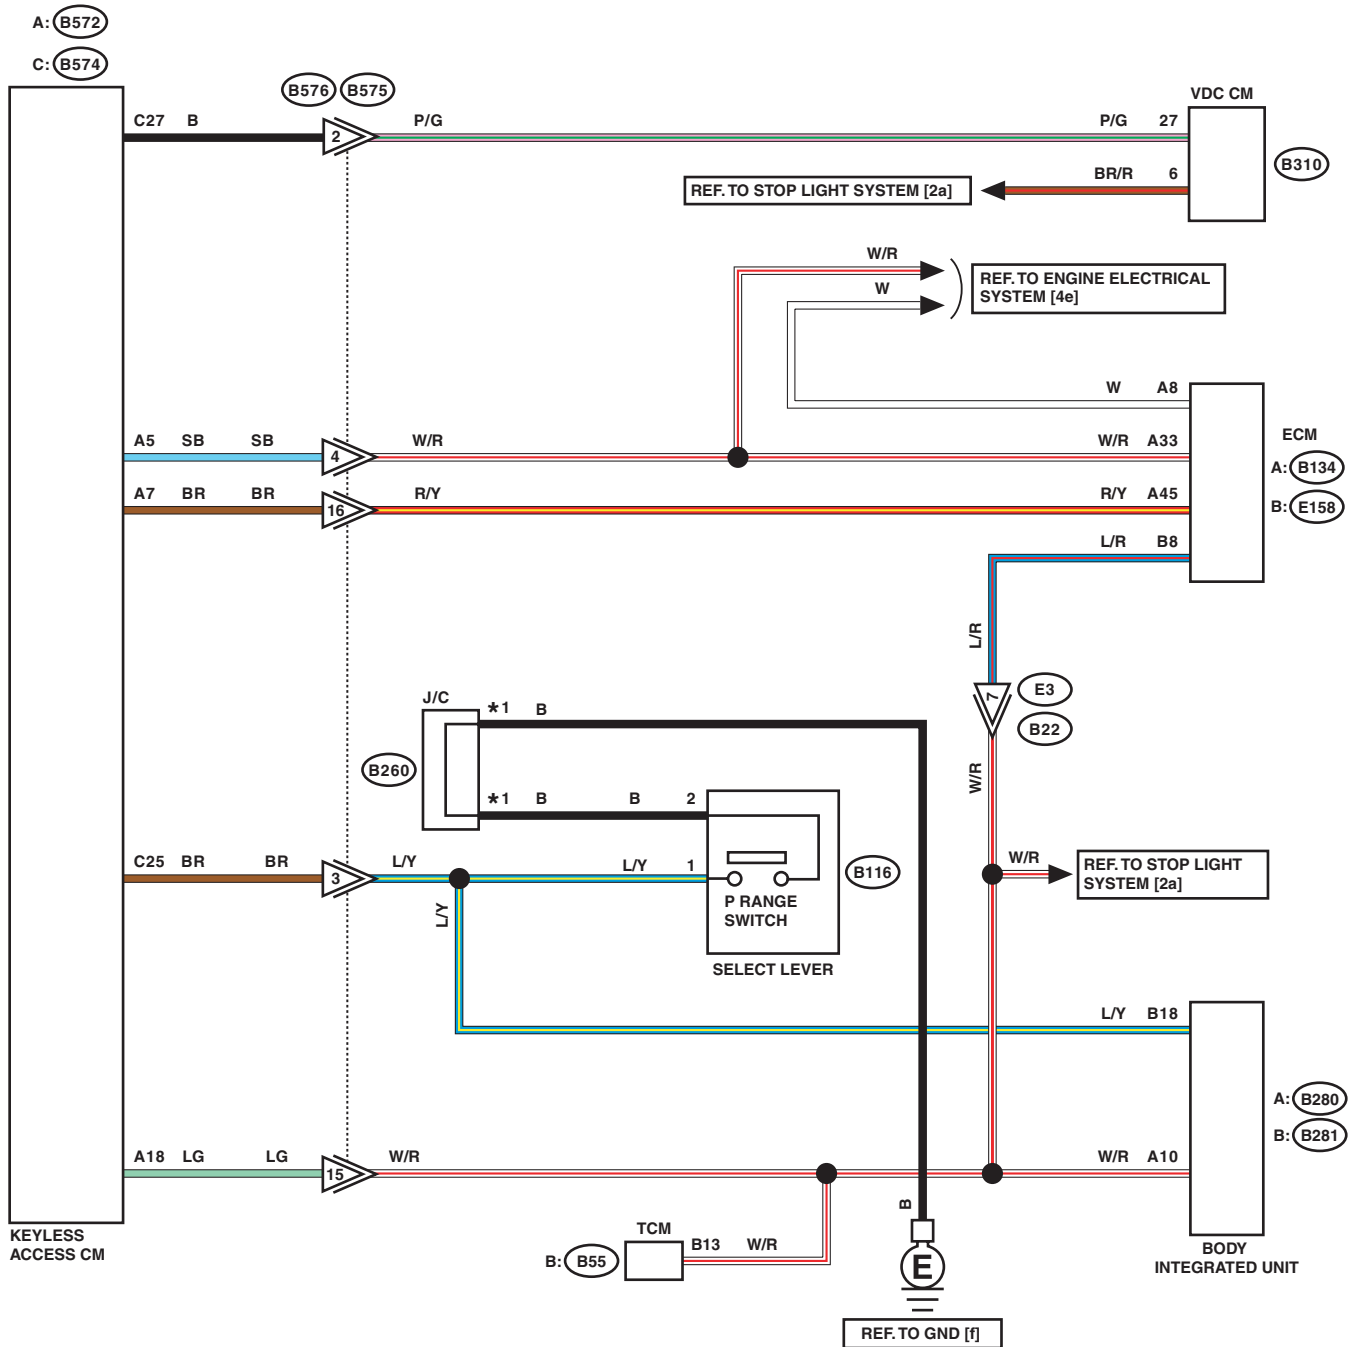 A: B572
C: B574
B576 B575
VDC CM
C27 B
2
P/G
P/G 27
B310
BR/R 6
REF. TO STOP LIGHT SYSTEM [2a]
W/R
W
REF. TO ENGINE ELECTRICAL
SYSTEM [4e]
W A8
A5 SB SB
4
W/R
W/R A33
ECM
A: B134
A7 BR BR
16
R/Y
R/Y A45
B: E158
L/R B8
L/R
7
E3
B22
W/R
J/C
*1 B
B260
*1 B B 2
C25 BR BR
3
L/Y
L/Y 1
B116
P RANGE
SWITCH
L/Y
SELECT LEVER
W/R
REF. TO STOP LIGHT
SYSTEM [2a]
L/Y B18
A: B280
B: B281
A18 LG LG
15
W/R
W/R A10
B
KEYLESS
ACCESS CM
TCM
B: B55
B13 W/R
E
BODY
INTEGRATED UNIT
REF. TO GND [f]